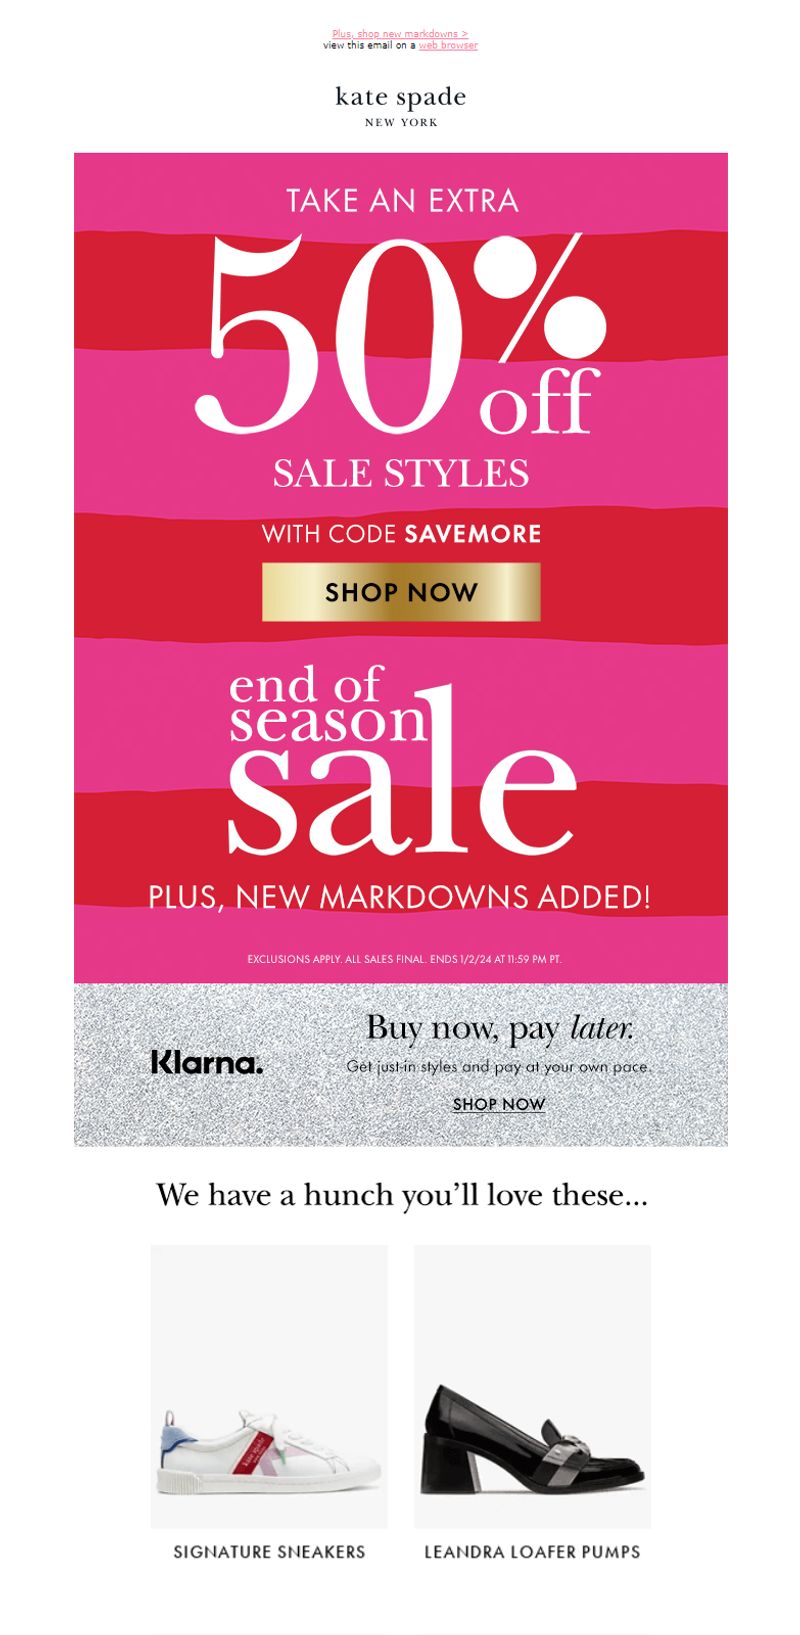 Plus, shop new markdowns >
view this email on a web browser
kate spade
NEW YORK
TAKE AN EXTRA
50% off
SALE STYLES
WITH CODE SAVEMORE
SHOP NOW
end of
season
sale
PLUS, NEW MARKDOWNS ADDED!
EXCLUSIONS APPLY. ALL SALES FINAL. ENDS 1/2/24 AT 11:59 PM PT.
Klarna.
Buy now, pay later.
Get just-in styles and pay at your own pace.
SHOP NOW
We have a hunch you'll love these...
kate spade
SIGNATURE SNEAKERS
LEANDRA LOAFER PUMPS